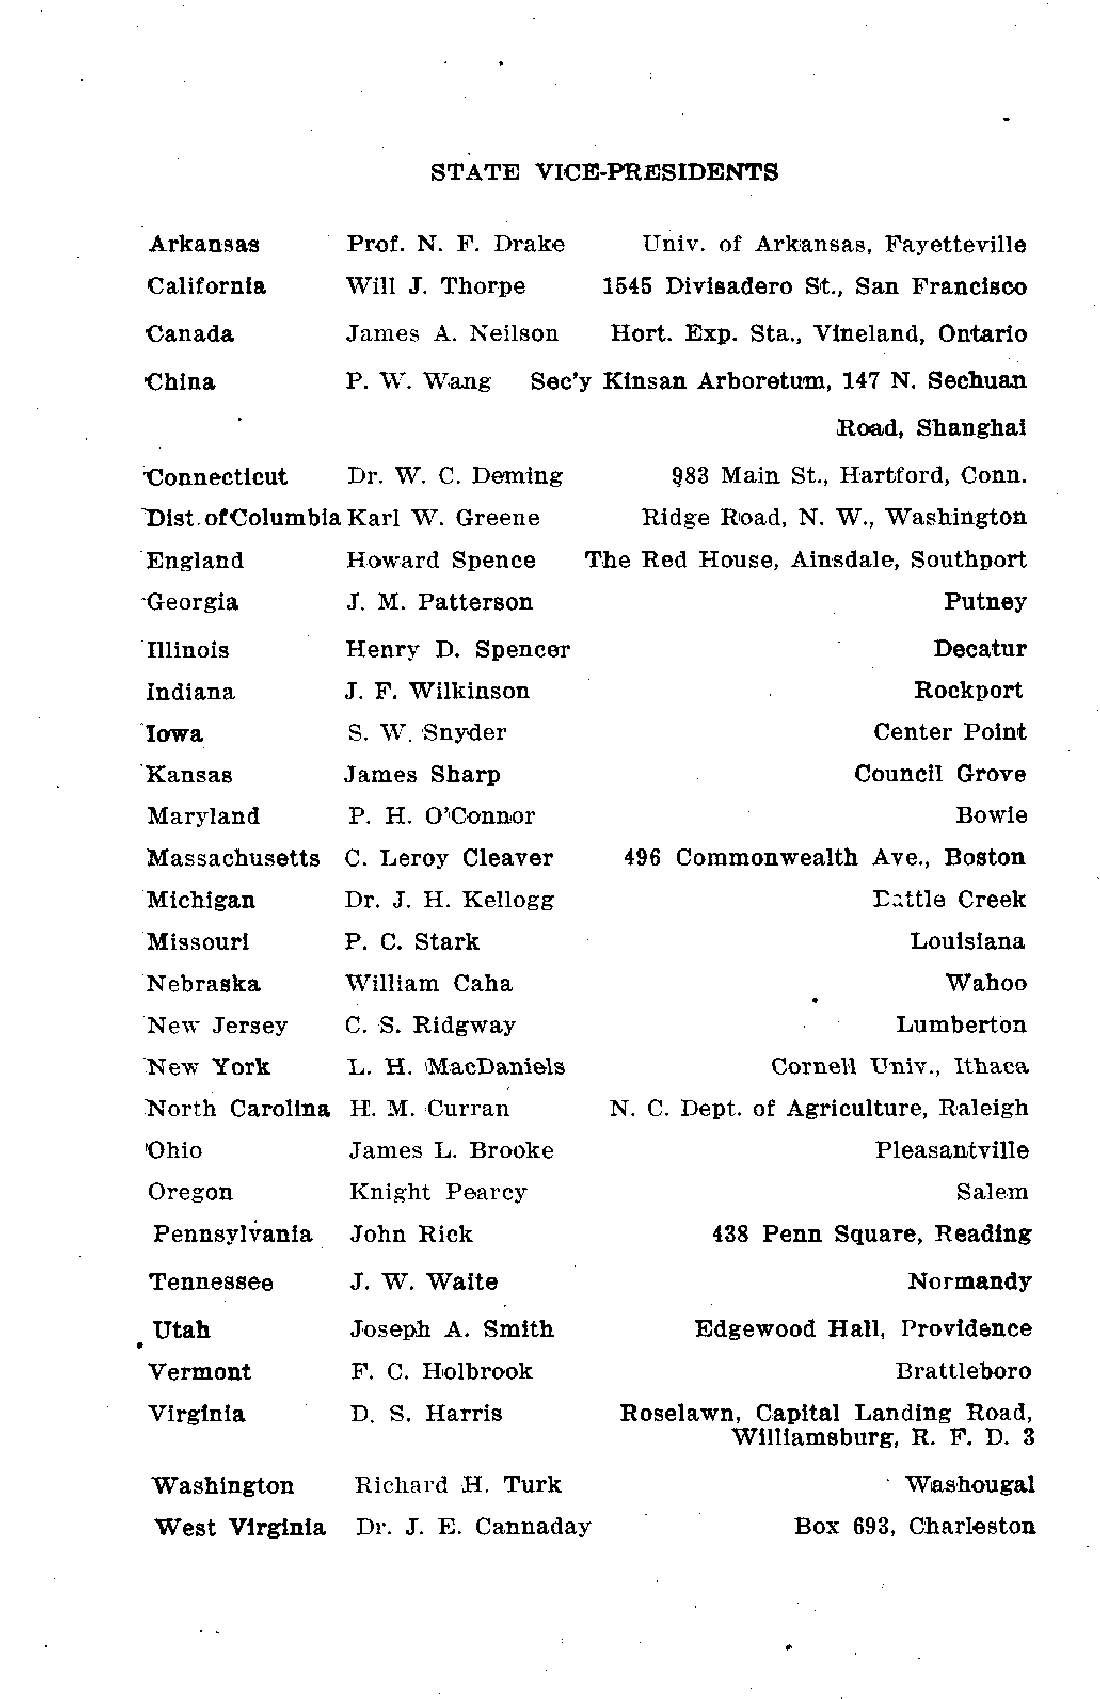 STATE VICE-PRESIDENTS
Arkansas Prof. N. F. Drake Univ. of Arkansas, Fayetteville
California Will J. Thorpe 1545 Divisadero St., San Francisco
Canada James A. Neilson Hort. Exp. Sta., Vineland, Ontario
China P. W. Wang Sec'y Kinsan Arboretum, 147 N. Sechuan
Road, Shanghai
Connecticut Dr. W. C. Deming 983 Main St., Hartford, Conn.
Dist. of Columbia Karl W. Greene Ridge Road, N. W., Washington
England Howard Spence The Red House, Ainsdale, Southport
Georgia J. M. Patterson Putney
Illinois Henry D. Spencer Decatur
Indiana J. F. Wilkinson Rockport
Iowa S. W. Snyder Center Point
Kansas James Sharp Council Grove
Maryland P. H. O'Connor Bowie
Massachusetts C. Leroy Cleaver 496 Commonwealth Ave., Boston
Michigan Dr. J. H. Kellogg Battle Creek
Missouri P. C. Stark Louisiana
Nebraska William Caha Wahoo
New Jersey C. S. Ridgway Lumberton
New York L. H. MacDaniels Cornell Univ., Ithaca
North Carolina H. M. Curran N. C. Dept. of Agriculture, Raleigh
Ohio James L. Brooke Pleasantville
Oregon Knight Pearcy Salem
Pennsylvania John Rick 438 Penn Square, Reading
Tennessee J. W. Waite Normandy
Utah Joseph A. Smith Edgewood Hall, Providence
Vermont F. C. Holbrook Brattleboro
Virginia D. S. Harris Roselawn, Capital Landing Road,
Williamsburg, R. F. D. 3
Washington Richard H. Turk Washougal
West Virginia Dr. J. E. Cannaday Box 693, Charleston